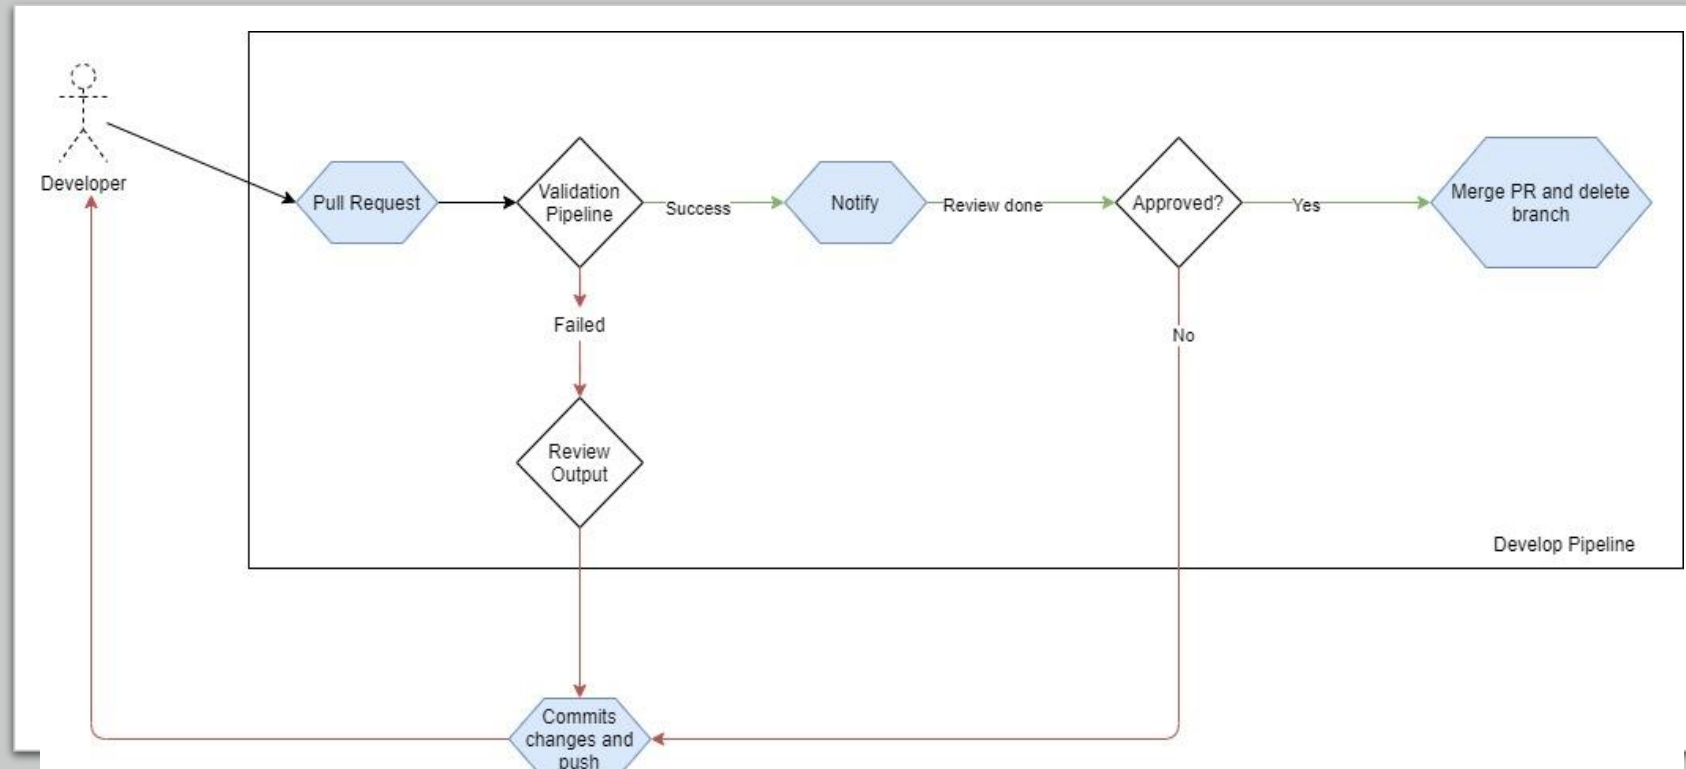 Developer
Pull Request
Validation
Pipeline
Success
Notify
Review done
Approved?
Yes
Merge PR and delete
branch
Failed
No
Review
Output
Develop Pipeline
Commits
changes and
push